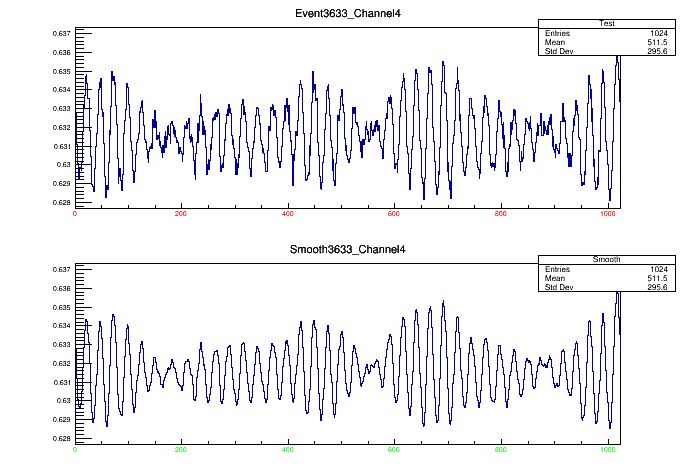 Event3633_Channel4
Test
Entries 1024
Mean 511.5
Std Dev 295.6
0.637
0.636
0.635
0.634
0.633
0.632
0.631
0.63
0.629
0.628
0 200 400 600 800 1000
Smooth3633_Channel4
Smooth
Entries 1024
Mean 511.5
Std Dev 295.6
0.637
0.636
0.635
0.634
0.633
0.632
0.631
0.63
0.629
0.628
0 200 400 600 800 1000